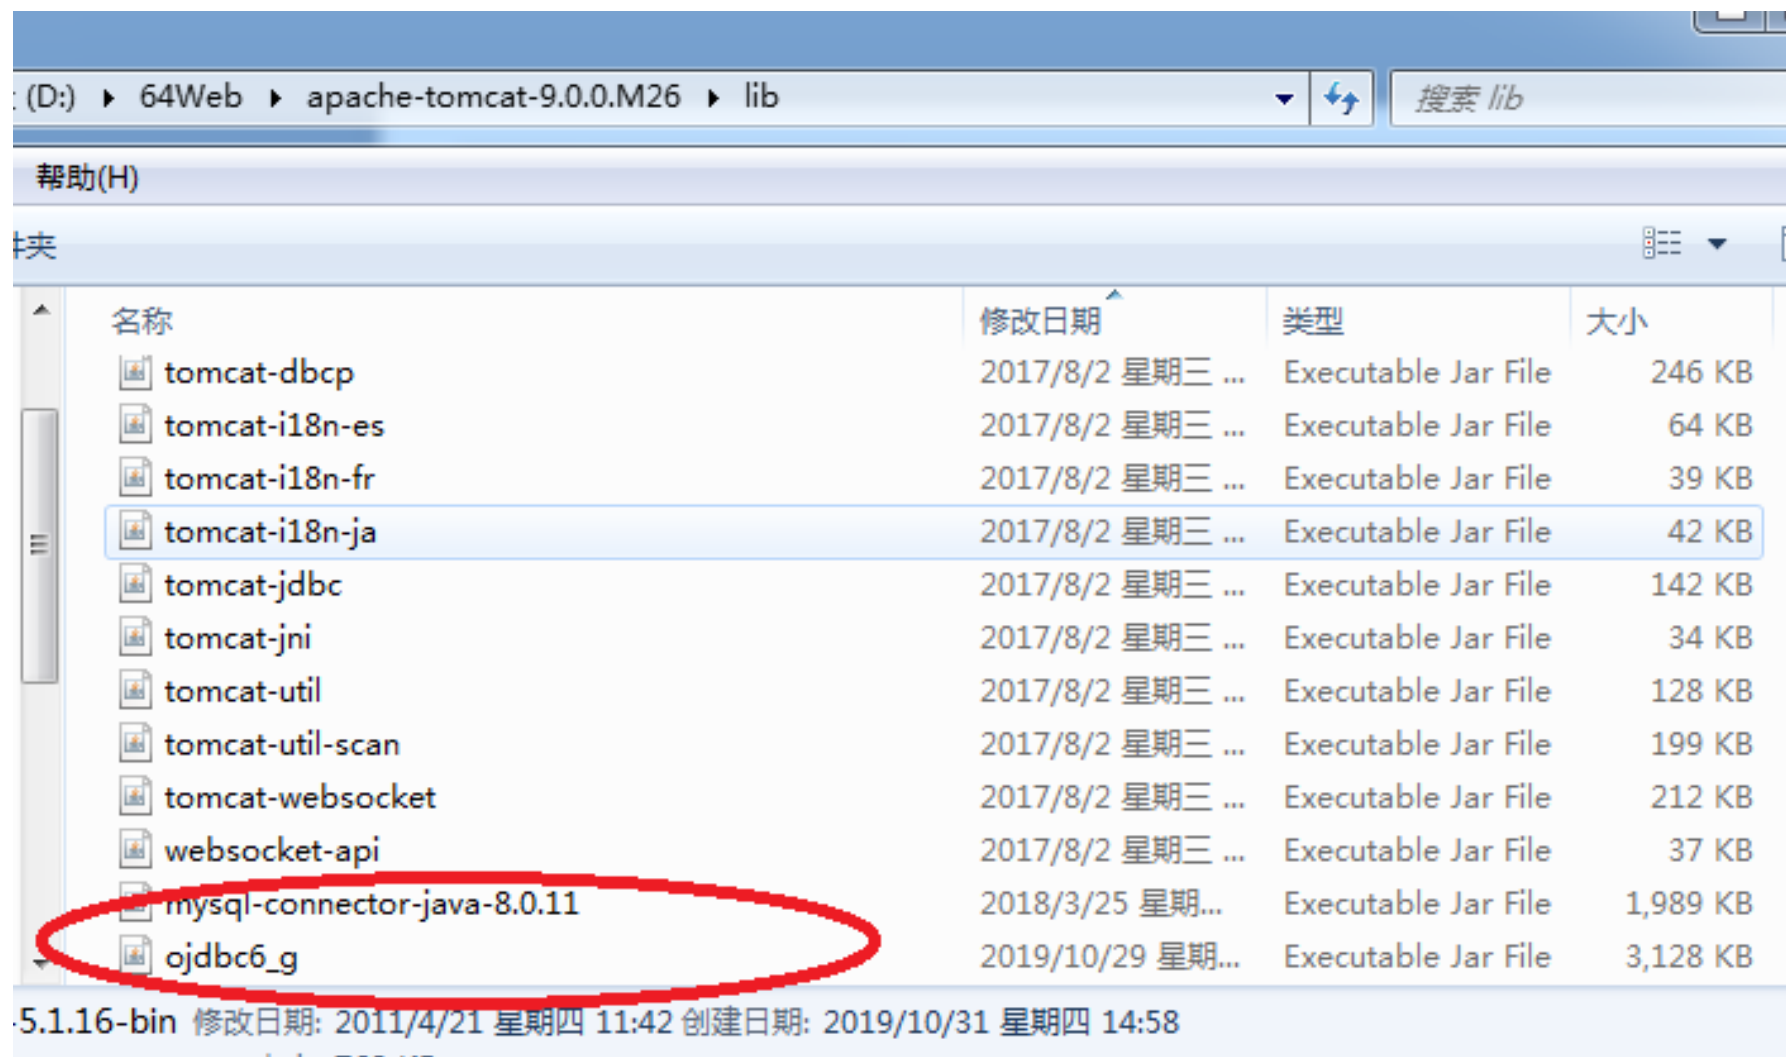 (D:) 64Web apache-tomcat-9.0.0.M26 lib 搜索 lib
帮助(H)
件夹
名称 修改日期 类型 大小
tomcat-dbcp 2017/8/2 星期三 ... Executable Jar File 246 KB
tomcat-i18n-es 2017/8/2 星期三 ... Executable Jar File 64 KB
tomcat-i18n-fr 2017/8/2 星期三 ... Executable Jar File 39 KB
tomcat-i18n-ja 2017/8/2 星期三 ... Executable Jar File 42 KB
tomcat-jdbc 2017/8/2 星期三 ... Executable Jar File 142 KB
tomcat-jni 2017/8/2 星期三 ... Executable Jar File 34 KB
tomcat-util 2017/8/2 星期三 ... Executable Jar File 128 KB
tomcat-util-scan 2017/8/2 星期三 ... Executable Jar File 199 KB
tomcat-websocket 2017/8/2 星期三 ... Executable Jar File 212 KB
websocket-api 2017/8/2 星期三 ... Executable Jar File 37 KB
mysql-connector-java-8.0.11 2018/3/25 星期... Executable Jar File 1,989 KB
ojdbc6_g 2019/10/29 星期... Executable Jar File 3,128 KB
-5.1.16-bin 修改日期: 2011/4/21 星期四 11:42 创建日期: 2019/10/31 星期四 14:58